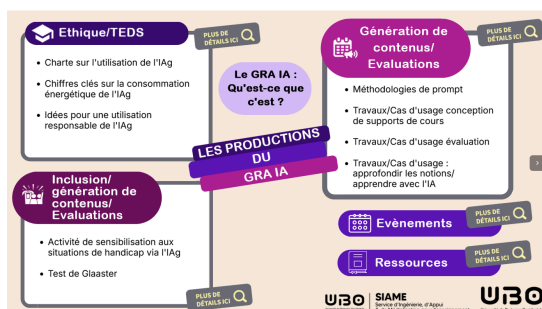 Ethique/TEDS
PLUS DE
DÉTAILS ICI
• Charte sur l'utilisation de l'IAg
• Chiffres clés sur la consommation
énergétique de l'IAg
• Idées pour une utilisation
responsable de l'IAg
Le GRA IA :
Qu'est-ce que
c'est ?
Génération de
contenus/
Evaluations
PLUS DE
DÉTAILS ICI
• Méthodologies de prompt
• Travaux/Cas d'usage conception
de supports de cours
• Travaux/Cas d'usage évaluation
• Travaux/Cas d'usage :
approfondir les notions/
apprendre avec l'IA
LES PRODUCTIONS
DU
GRA IA
Inclusion/
génération de
contenus/
Evaluations
• Activité de sensibilisation aux
situations de handicap via l'IAg
• Test de Glaaster
PLUS DE
DÉTAILS ICI
Evènements
PLUS DE
DÉTAILS ICI
Ressources
PLUS DE
DÉTAILS ICI
UBO
SIAME
Service d'Ingénierie, d'Appui
UBO